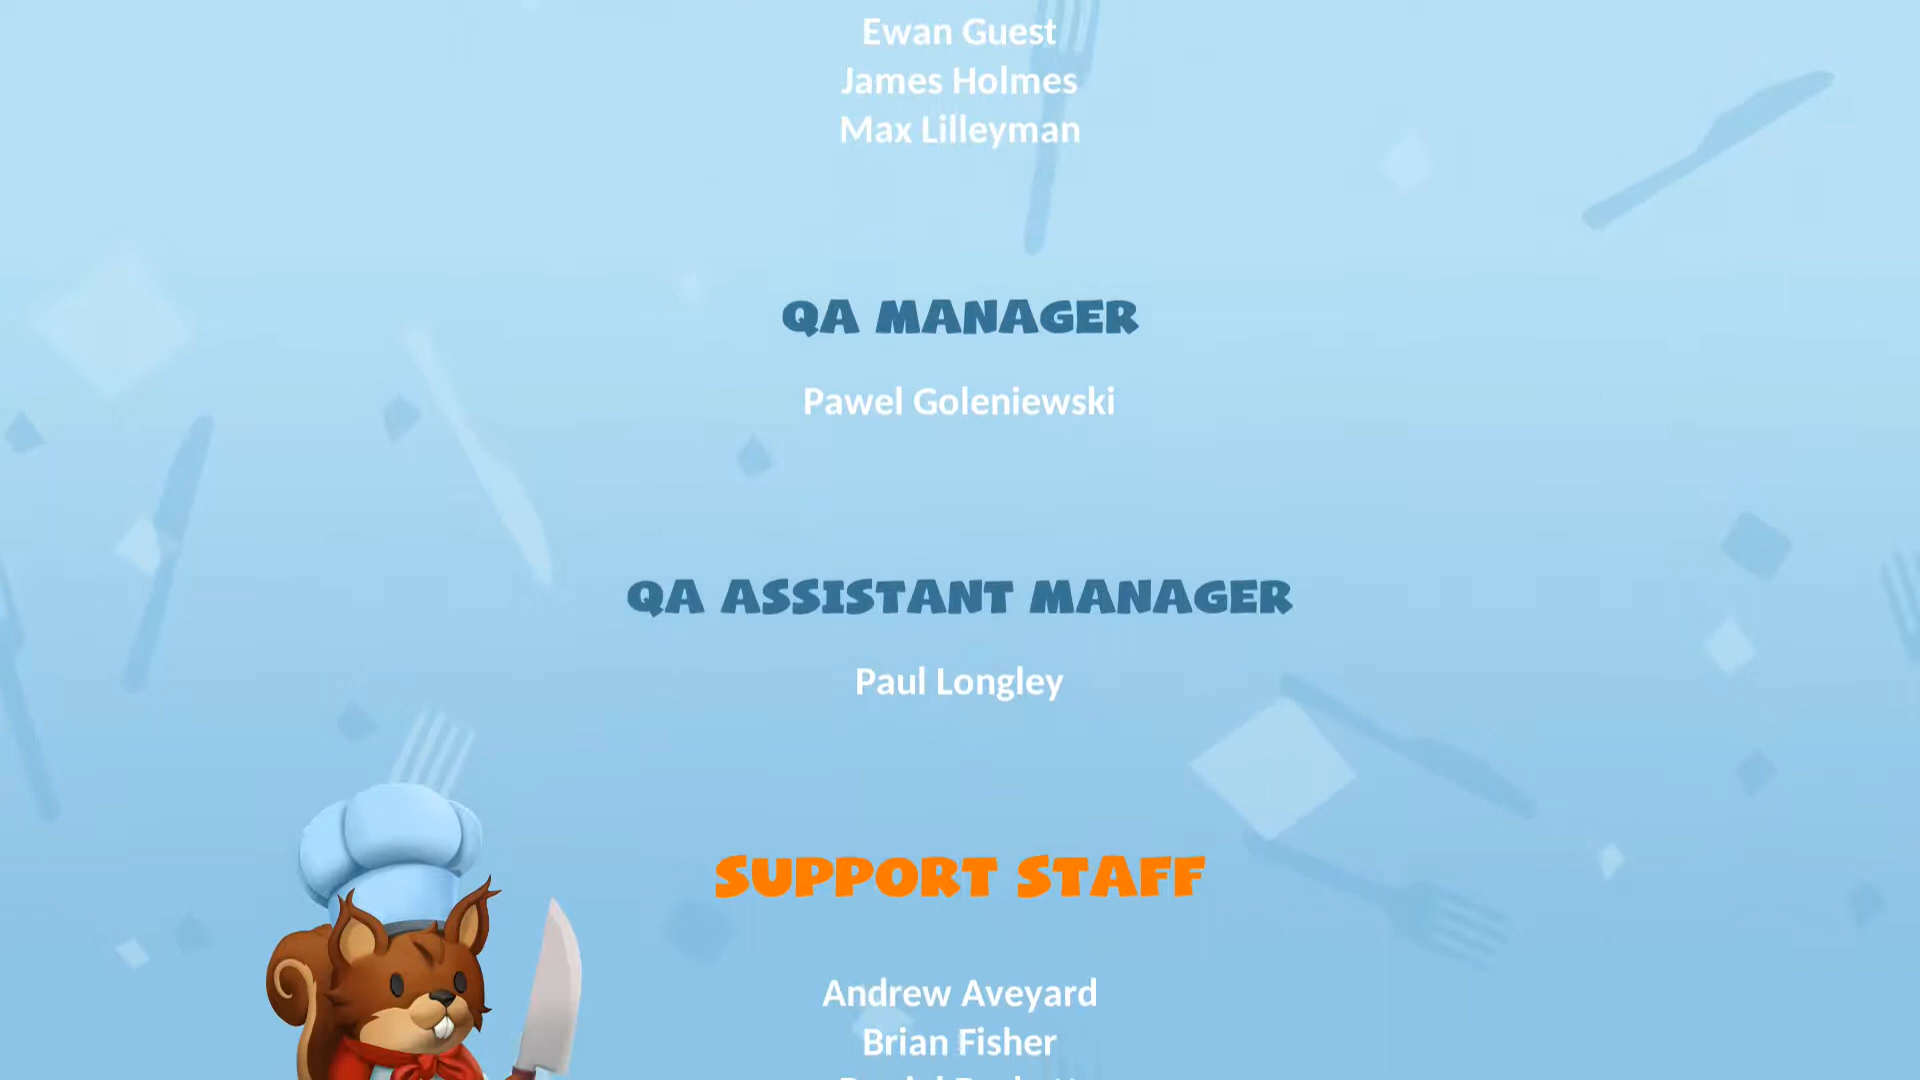 Ewan Guest
James Holmes
Max Lilleyman
QA MANAGER
Pawel Goleniewski
QA ASSISTANT MANAGER
Paul Longley
SUPPORT STAFF
Andrew Aveyard
Brian Fisher